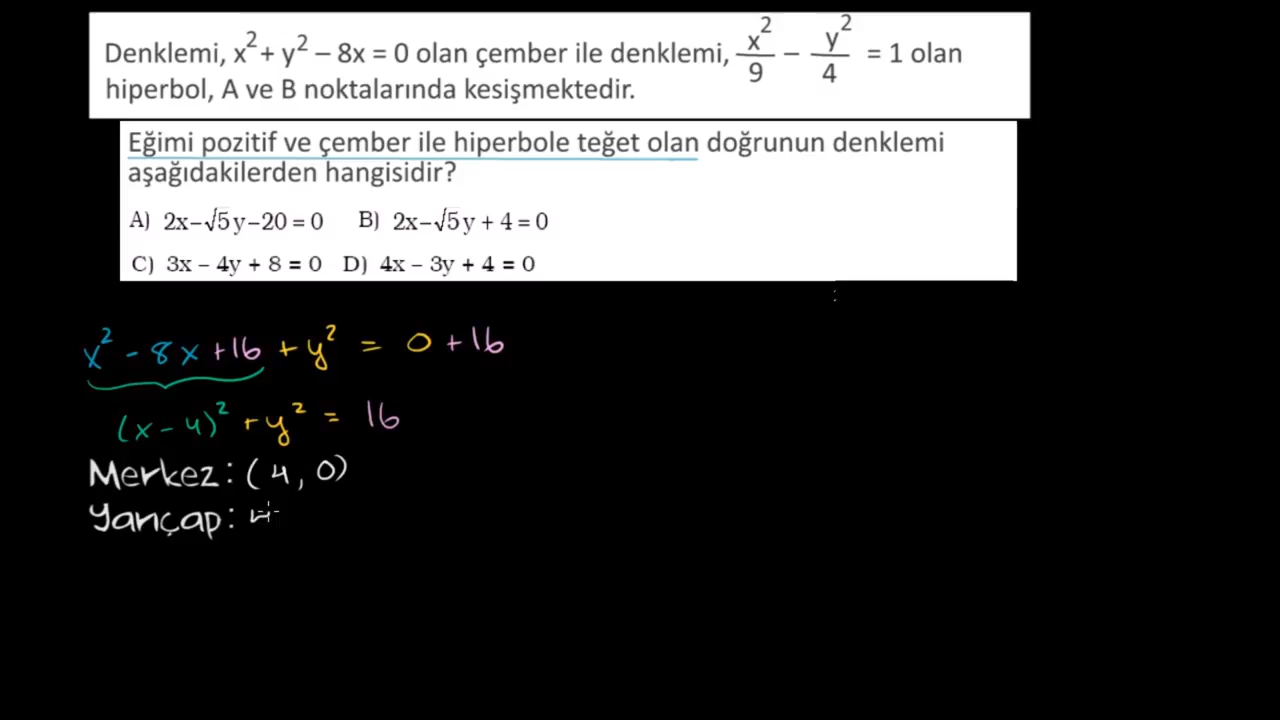 Denklemi, x² + y² – 8x = 0 olan çember ile denklemi, x²/9 – y²/4 = 1 olan
hiperbol, A ve B noktalarında kesişmektedir.
Eğimi pozitif ve çember ile hiperbole teğet olan doğrunun denklemi
aşağıdakilerden hangisidir?
A) 2x–√5y–20 = 0 B) 2x–√5y + 4 = 0
C) 3x – 4y + 8 = 0 D) 4x – 3y + 4 = 0
x² - 8x +16 + y² = 0 + 16
(x - 4)² + y² = 16
Merkez: (4, 0)
Yarıçap: 4